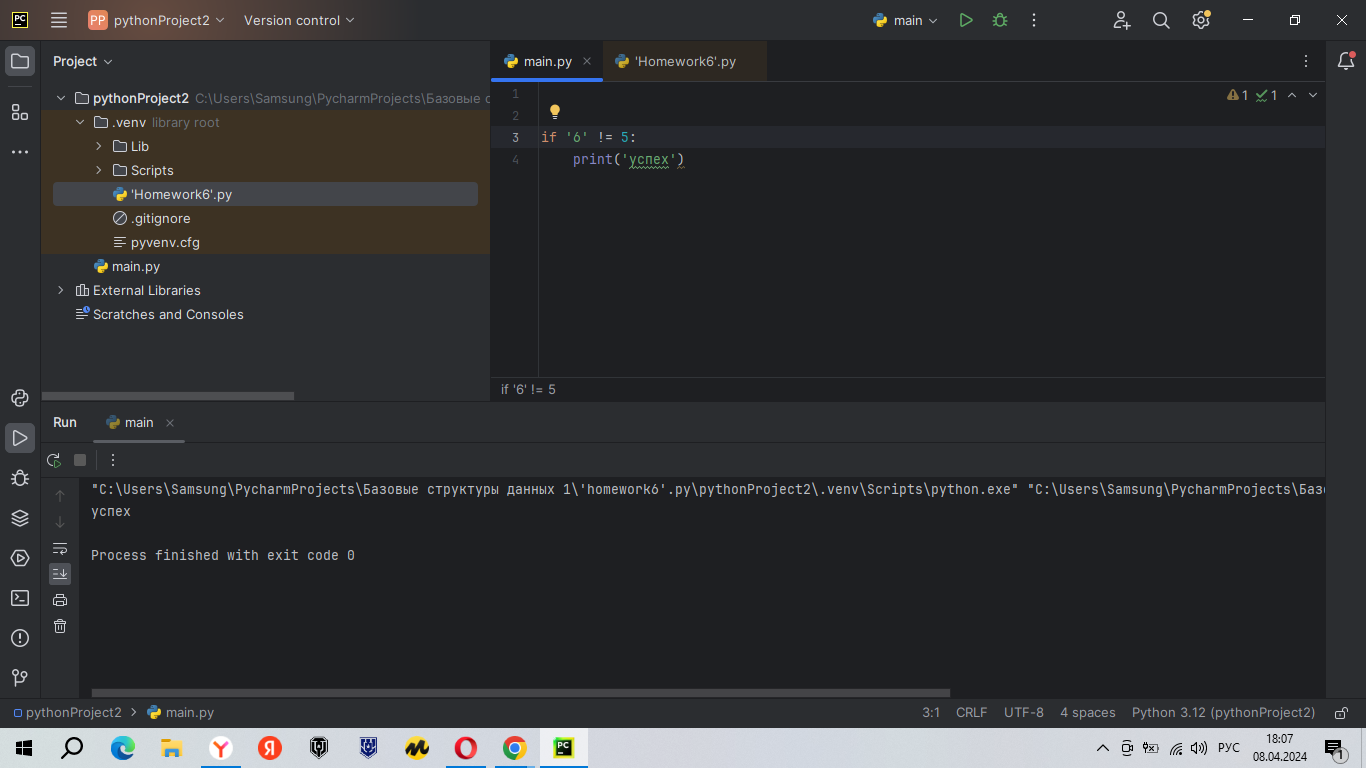 PC PP pythonProject2 Version control main
Project
main.py 'Homework6'.py
pythonProject2 C:\Users\Samsung\PycharmProjects\Базовые с
.venv library root
Lib
Scripts
'Homework6'.py
.gitignore
pyvenv.cfg
main.py
External Libraries
Scratches and Consoles
1
2
3 if '6' != 5:
4 print('успех')
1 1
if '6' != 5
Run main
"C:\Users\Samsung\PycharmProjects\Базовые структуры данных 1\'homework6'.py\pythonProject2\.venv\Scripts\python.exe" "C:\Users\Samsung\PycharmProjects\Базо
успех
Process finished with exit code 0
pythonProject2 main.py 3:1 CRLF UTF-8 4 spaces Python 3.12 (pythonProject2)
Y Я PC РУС 18:07
08.04.2024 1